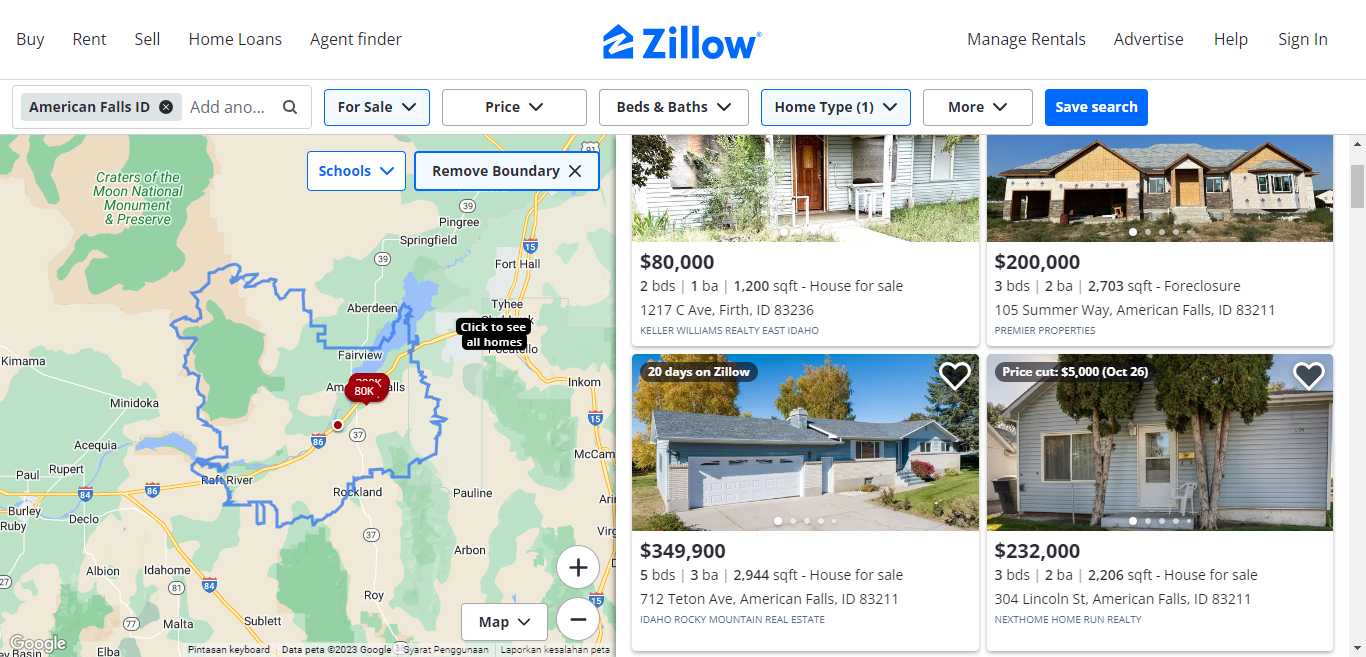 Buy
Rent
Sell
Home Loans
Agent finder
Zillow
Manage Rentals
Advertise
Help
Sign In
American Falls ID
Add ano...
For Sale
Price
Beds & Baths
Home Type (1)
More
Save search
Schools
Remove Boundary
Craters of the
Moon National
Monument
& Preserve
91
39
Pingree
Springfield
15
39
Fort Hall
Tyhee
Aberdeen
Click to see
all homes
Kimama
Fairview
80K
Inkom
Minidoka
15
37
86
Acequia
McCam
Rupert
Paul
Raft River
84
86
Rockland
Pauline
Burley
Ruby
Declo
37
Arbon
Albion
Idahome
27
81
84
Roy
15
Map
77
Malta
Sublett
Elba
Google
Pintasan keyboard
Data peta ©2023 Google
Syarat Penggunaan
Laporkan kesalahan peta
$80,000
2 bds | 1 ba | 1,200 sqft - House for sale
1217 C Ave, Firth, ID 83236
KELLER WILLIAMS REALTY EAST IDAHO
$200,000
3 bds | 2 ba | 2,703 sqft - Foreclosure
105 Summer Way, American Falls, ID 83211
PREMIER PROPERTIES
20 days on Zillow
$349,900
5 bds | 3 ba | 2,944 sqft - House for sale
712 Teton Ave, American Falls, ID 83211
IDAHO ROCKY MOUNTAIN REAL ESTATE
Price cut: $5,000 (Oct 26)
$232,000
3 bds | 2 ba | 2,206 sqft - House for sale
304 Lincoln St, American Falls, ID 83211
NEXTHOME HOME RUN REALTY